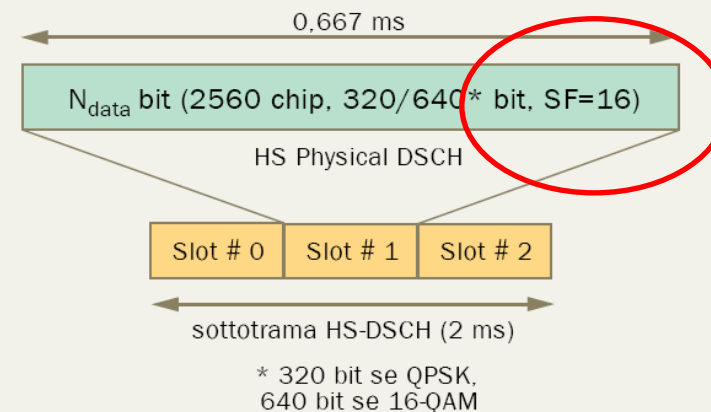 0,667 ms
Ndata bit (2560 chip, 320/640* bit, SF=16)
HS Physical DSCH
Slot # 0 Slot # 1 Slot # 2
sottotrama HS-DSCH (2 ms)
* 320 bit se QPSK,
640 bit se 16-QAM